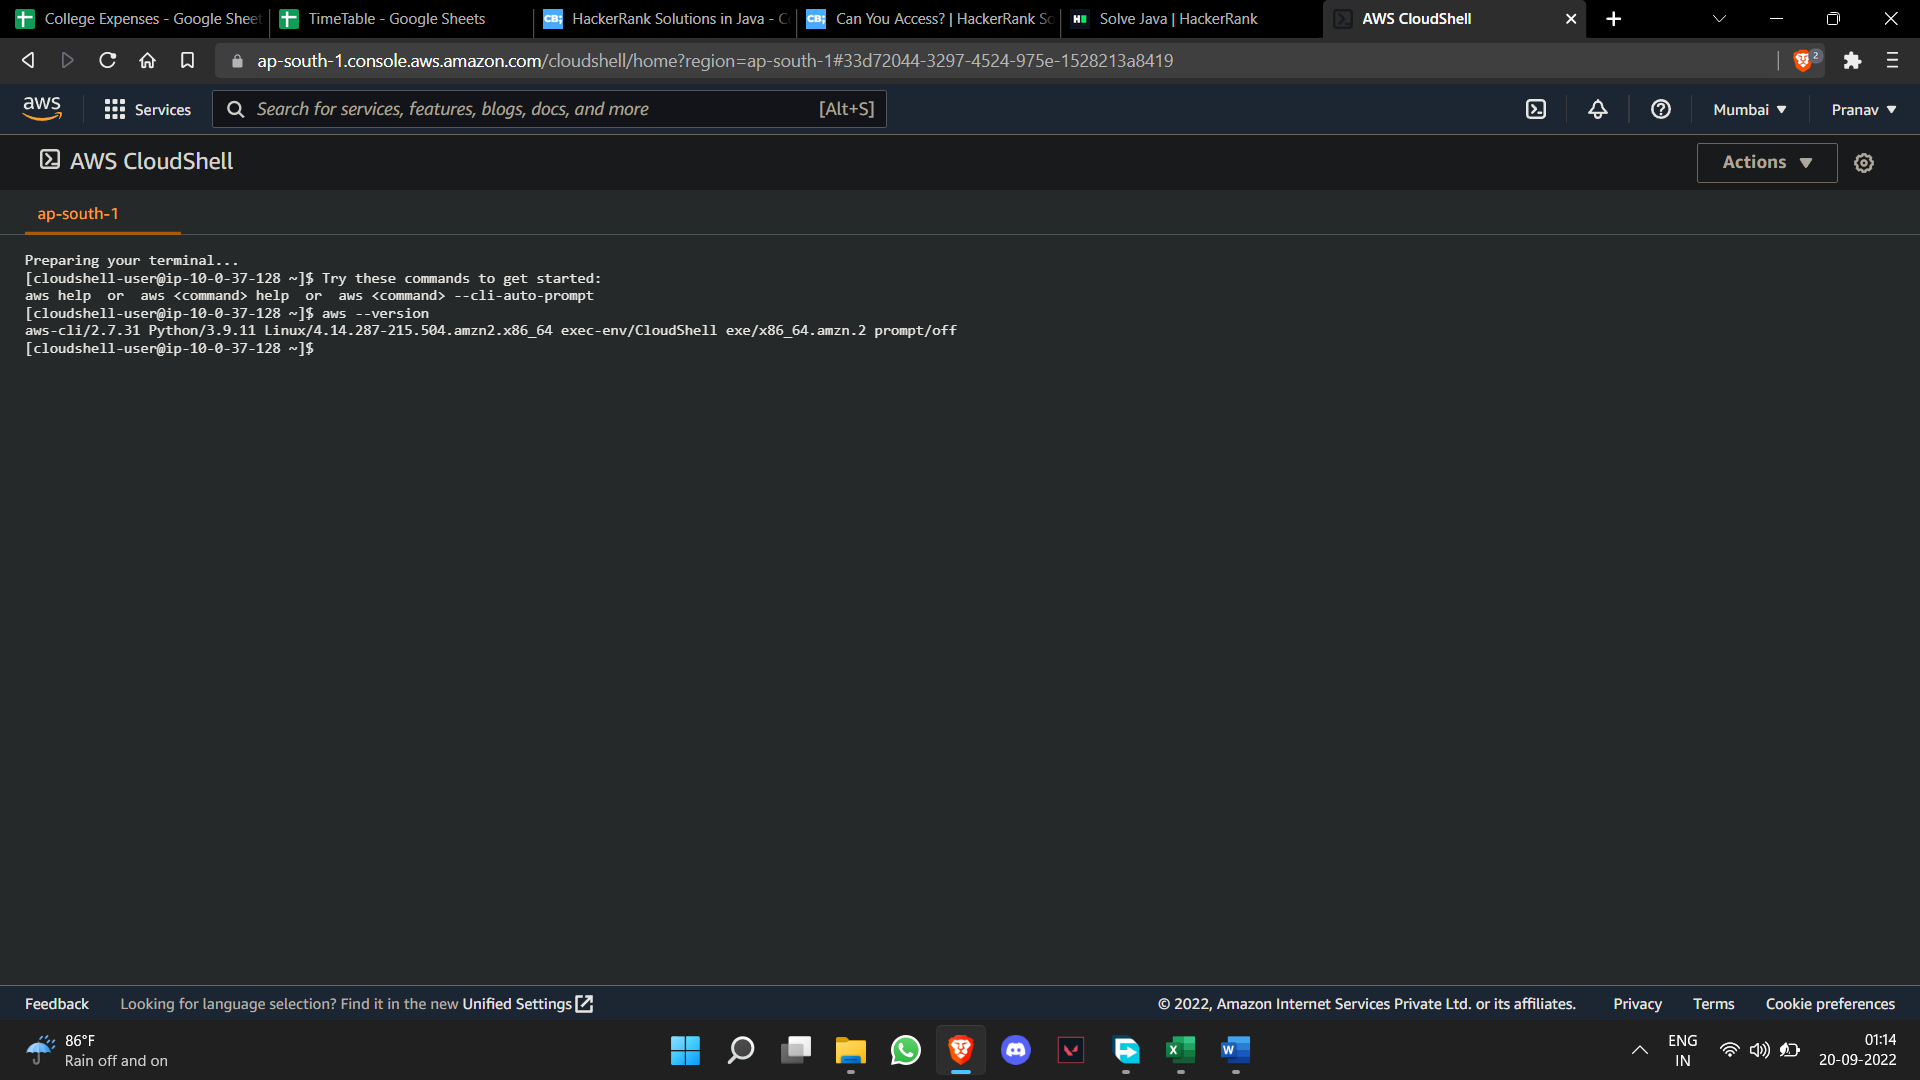 College Expenses - Google Sheet
TimeTable - Google Sheets
CB; HackerRank Solutions in Java - C
CB; Can You Access? | HackerRank So
H Solve Java | HackerRank
AWS CloudShell
ap-south-1.console.aws.amazon.com/cloudshell/home?region=ap-south-1#33d72044-3297-4524-975e-1528213a8419
2
aws
Services
Search for services, features, blogs, docs, and more [Alt+S]
Mumbai
Pranav
AWS CloudShell
Actions
ap-south-1
Preparing your terminal...
[cloudshell-user@ip-10-0-37-128 ~]$ Try these commands to get started:
aws help  or  aws <command> help  or  aws <command> --cli-auto-prompt
[cloudshell-user@ip-10-0-37-128 ~]$ aws --version
aws-cli/2.7.31 Python/3.9.11 Linux/4.14.287-215.504.amzn2.x86_64 exec-env/CloudShell exe/x86_64.amzn.2 prompt/off
[cloudshell-user@ip-10-0-37-128 ~]$
Feedback
Looking for language selection? Find it in the new Unified Settings
© 2022, Amazon Internet Services Private Ltd. or its affiliates.
Privacy
Terms
Cookie preferences
86°F
Rain off and on
X
W
ENG
IN
01:14
20-09-2022